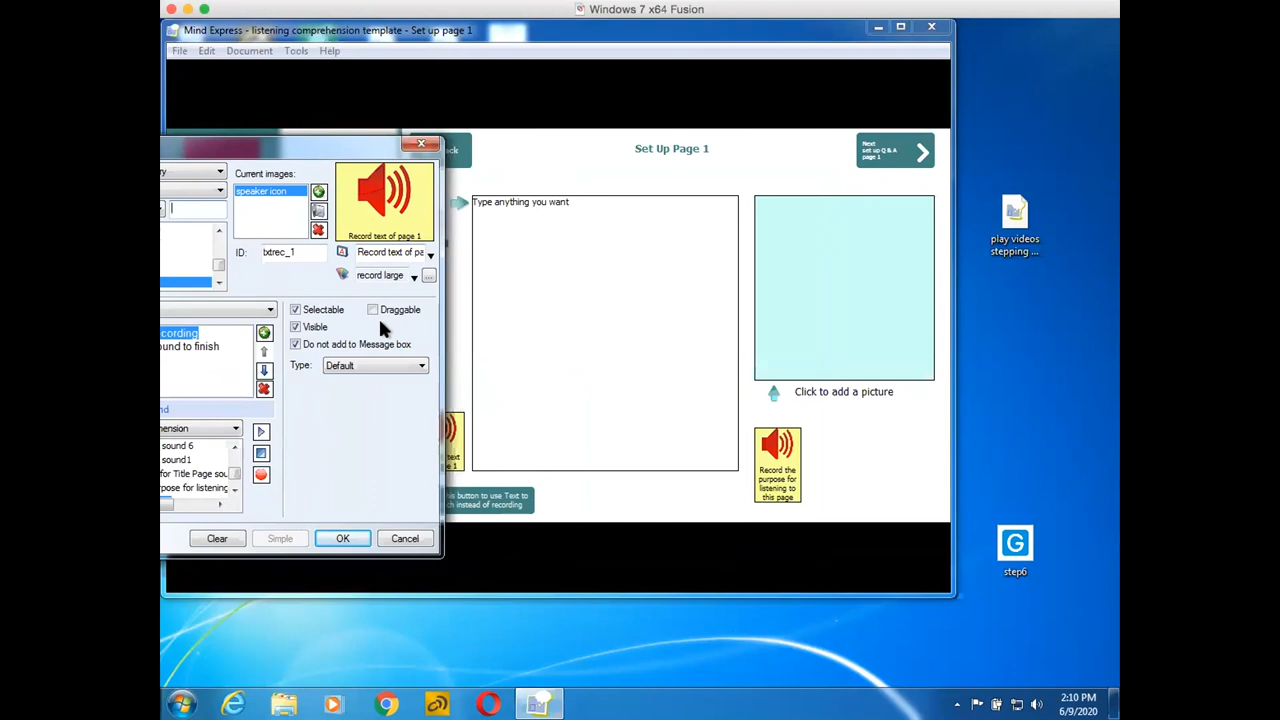 Windows 7 x64 Fusion
Mind Express - listening comprehension template - Set up page 1
File Edit Document Tools Help
Set Up Page 1
Next
set up Q & A
page 1
Current images:
speaker icon
Record text of page 1
ID: txtrec_1
Record text of pa
record large
...
Selectable
Draggable
Visible
Do not add to Message box
Type: Default
cording
ound to finish
nd
ension
sound 6
sound1
for Title Page sou
pose for listening
Clear
Simple
OK
Cancel
Type anything you want
Click to add a picture
text
e 1
Record the
purpose for
listening to
this page
his button to use Text to
ch instead of recording
play videos
stepping ...
G
step6
2:10 PM
6/9/2020